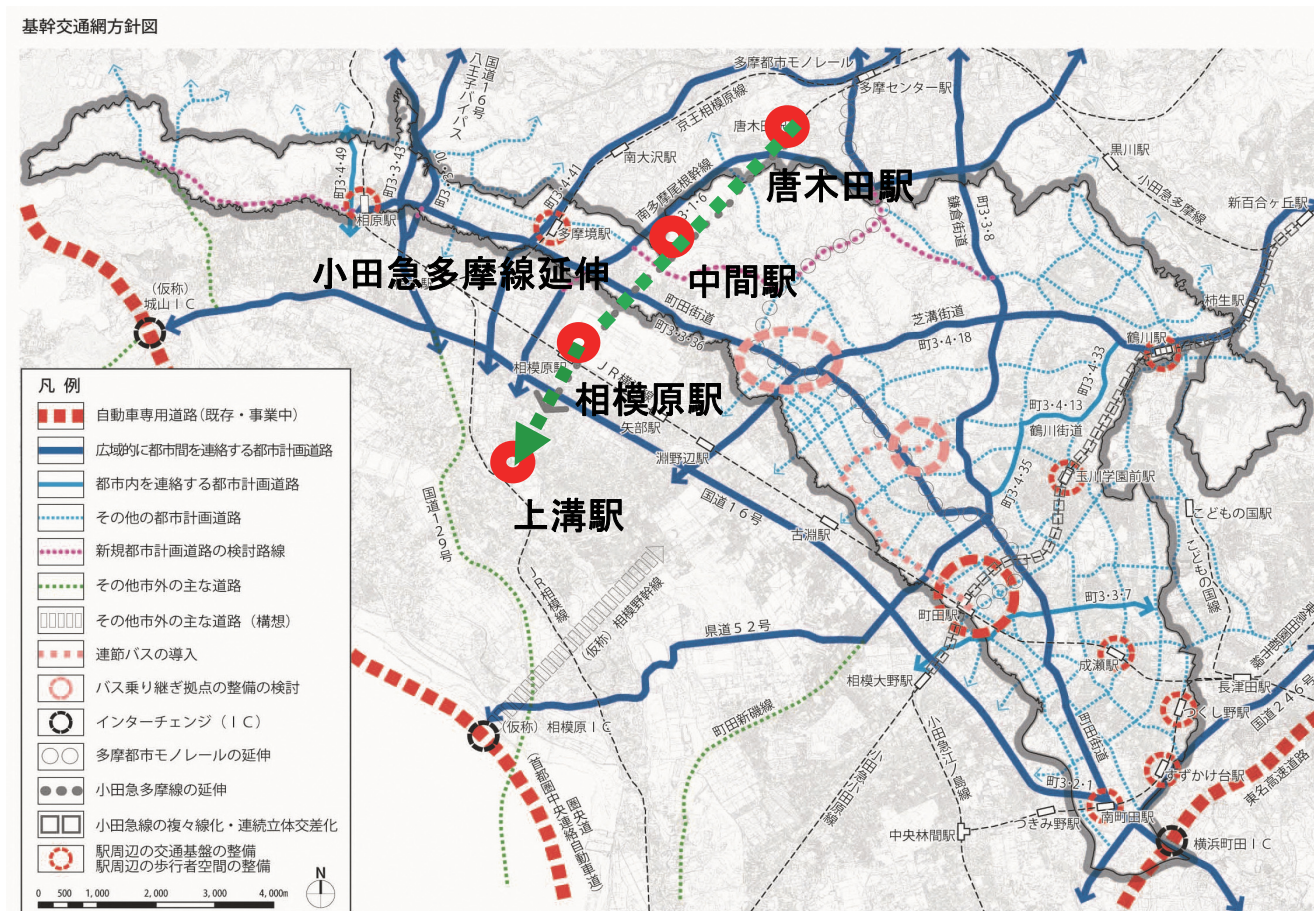 基幹交通網方針図
国道16号
八王子バイパス
多摩都市モノレール
多摩センター駅
京王相模原線
唐木田
唐木田駅
南大沢駅
黒川駅
小田急多摩線
新百合ヶ丘駅
町3・4・49
町3・3・43
町3・4・41
南多摩尾根幹線
3・1・6
鎌倉街道
町3・3・8
相原駅
多摩境駅
小田急多摩線延伸
中間駅
(仮称)
城山IC
町田街道
町3・3・36
芝溝街道
町3・4・18
柿生駅
鶴川駅
町3・4・33
相模原駅
JR横
相模原駅
矢部駅
淵野辺駅
町3・4・13
鶴川街道
町3・4・35
玉川学園前駅
上溝駅
国道129号
国道16号
古淵駅
こどもの国駅
こどもの国線
JR相模線
(仮称)相模野幹線
町田駅
町3・3・7
県道52号
成瀬駅
相模大野駅
長津田駅
国道246号
つくし野駅
(仮称)相模原IC
町田新磯線
小田急小田原線
小田急江ノ島線
町田街道
すずかけ台駅
東名高速道路
町3・2・1
南町田駅
つきみ野駅
中央林間駅
横浜町田IC
圏央道
(首都圏中央連絡自動車道)
凡 例
自動車専用道路(既存・事業中)
広域的に都市間を連絡する都市計画道路
都市内を連絡する都市計画道路
その他の都市計画道路
新規都市計画道路の検討路線
その他市外の主な道路
その他市外の主な道路(構想)
連節バスの導入
バス乗り継ぎ拠点の整備の検討
インターチェンジ(IC)
多摩都市モノレールの延伸
小田急多摩線の延伸
小田急線の複々線化・連続立体交差化
駅周辺の交通基盤の整備
駅周辺の歩行者空間の整備
0 500 1,000 2,000 3,000 4,000m
N